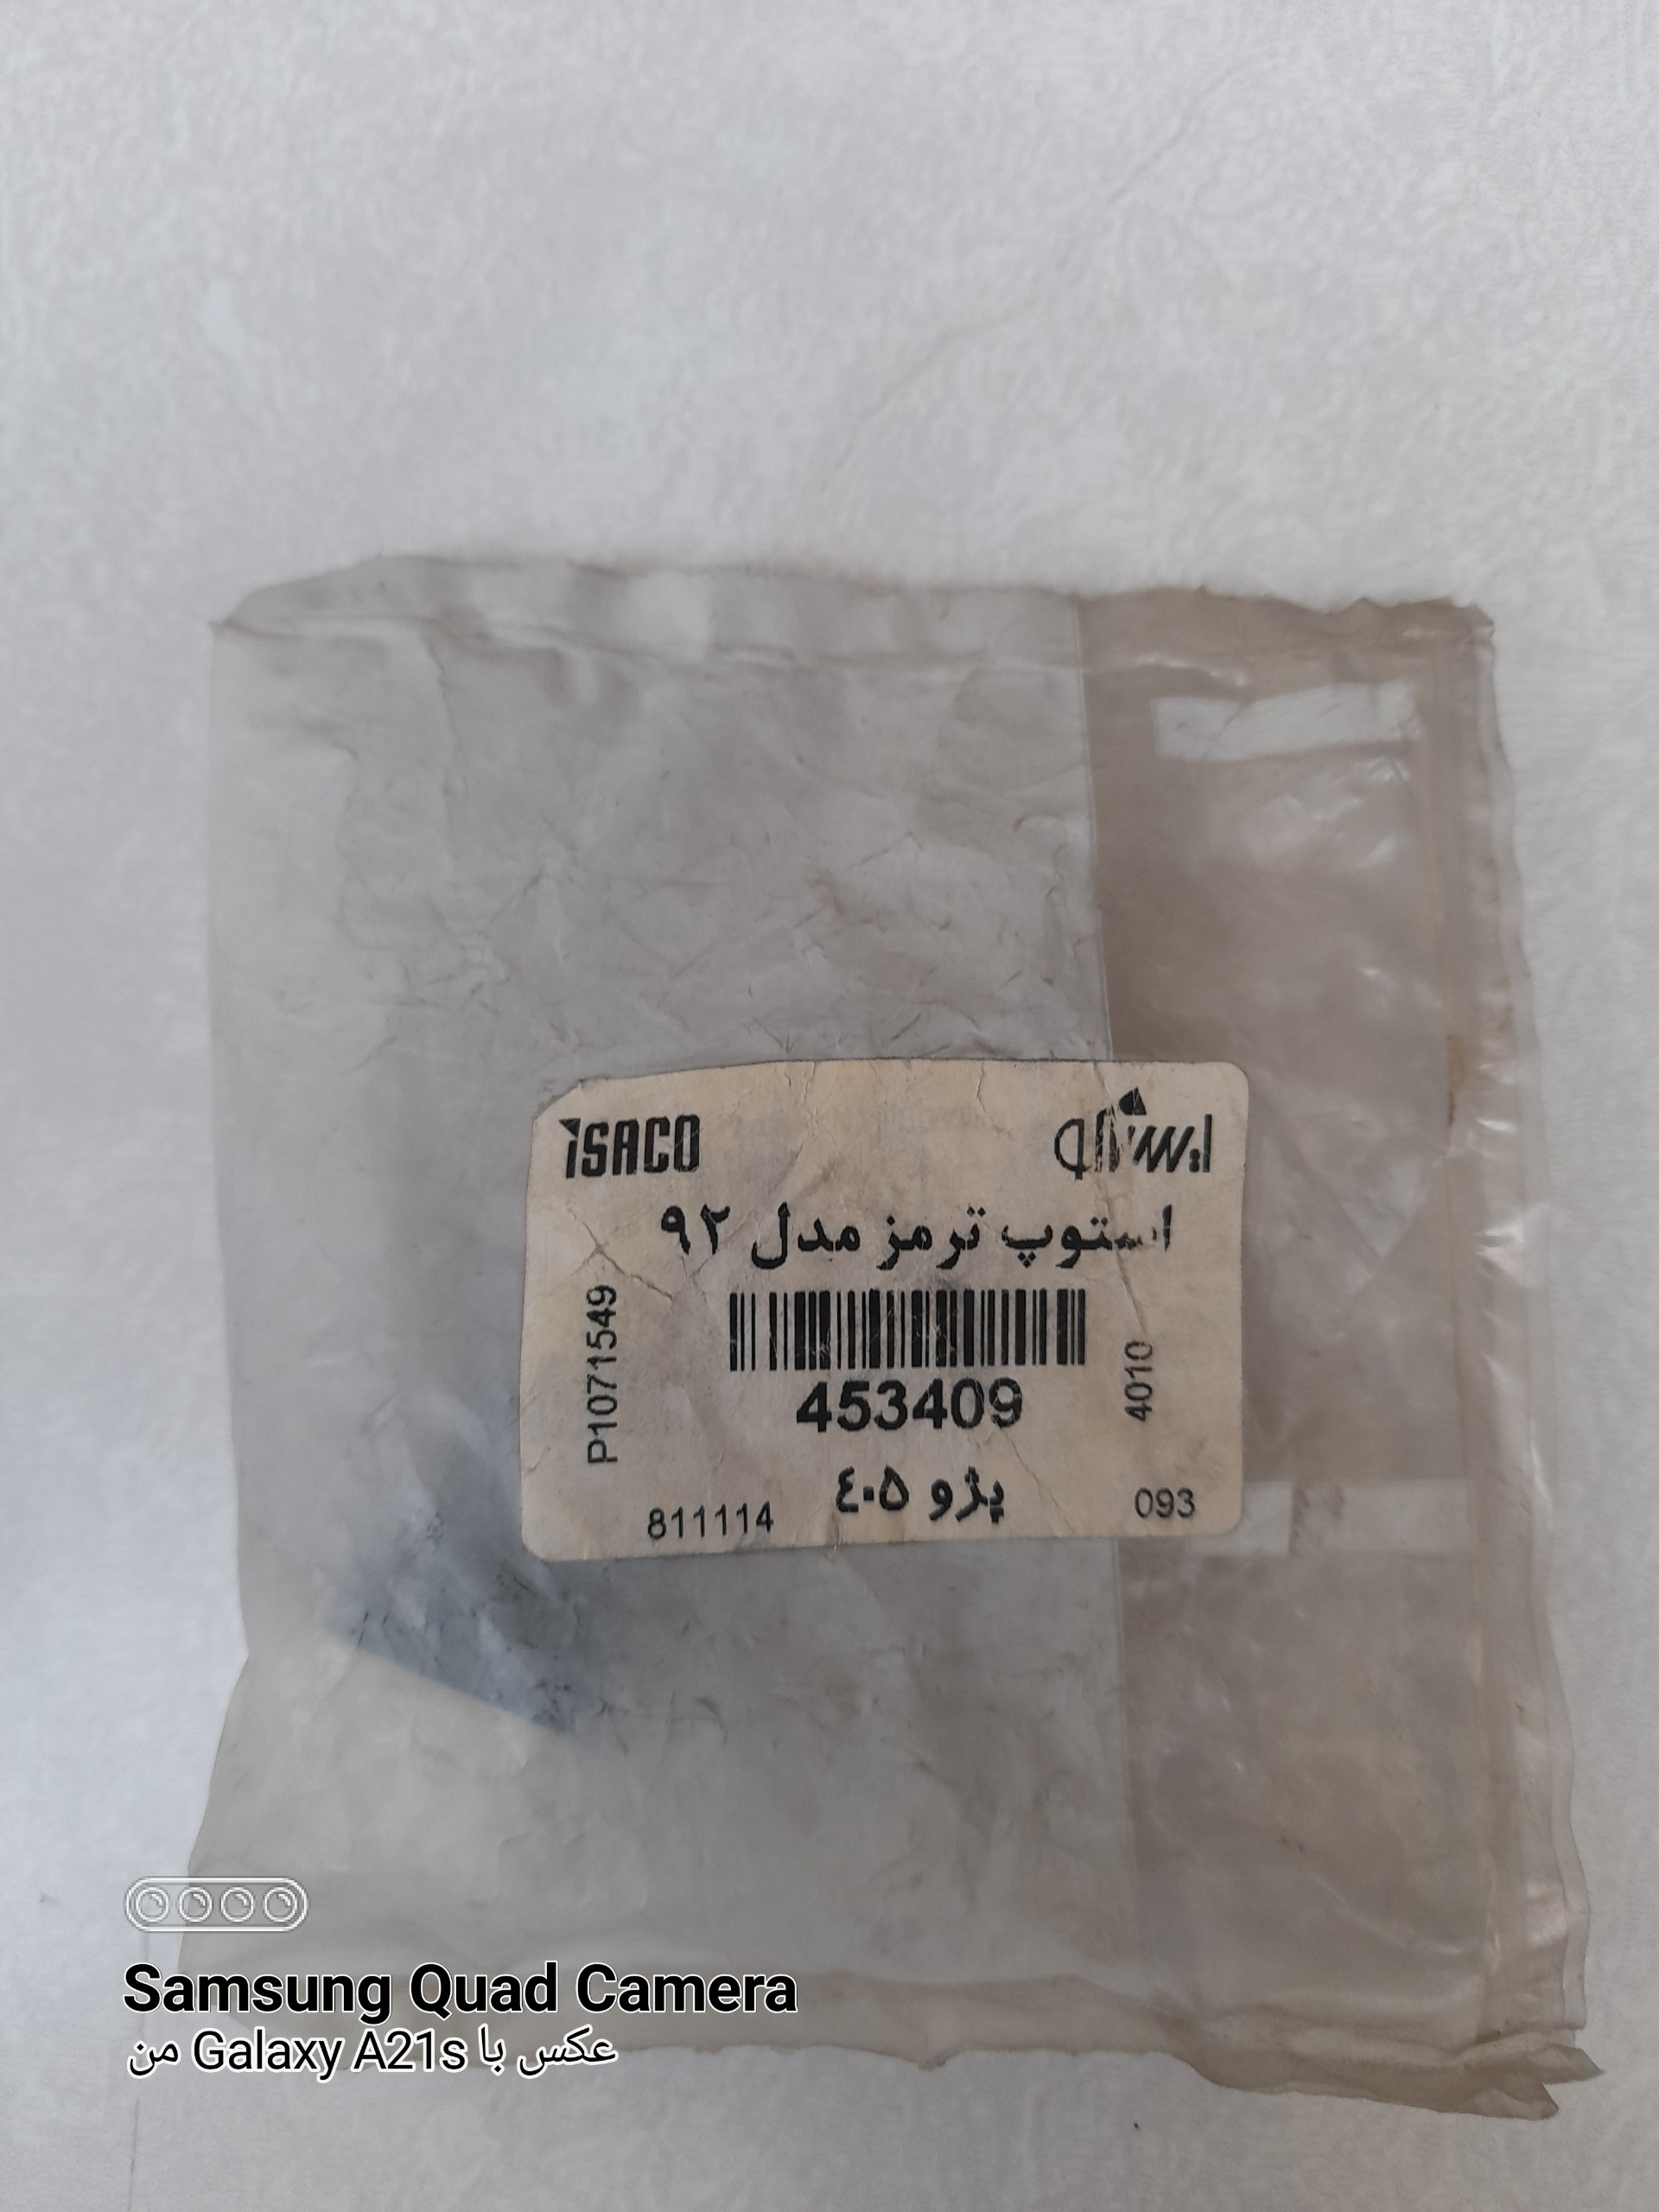 iSACO ایساکو
استوپ ترمز مدل ۹۲
P1071549
453409
4010
پژو ۴۰۵
811114
093
Samsung Quad Camera
عکس با Galaxy A21s من